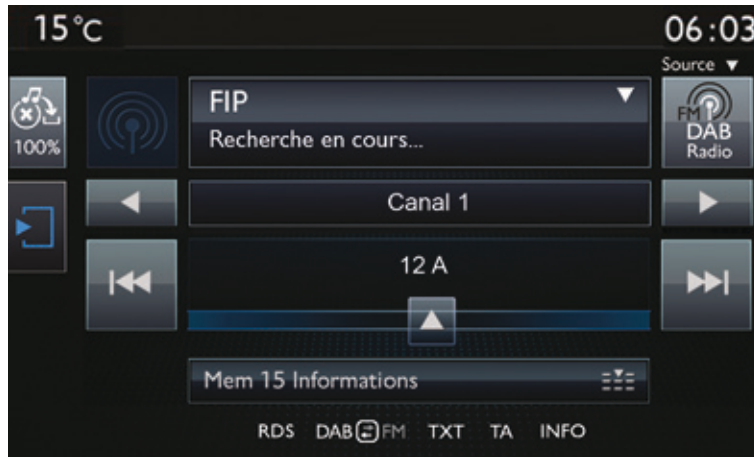 15°C
06:03
Source ▼
100%
FIP
Recherche en cours...
FM
DAB
Radio
Canal 1
12 A
Mem 15 Informations
RDS DAB FM TXT TA INFO